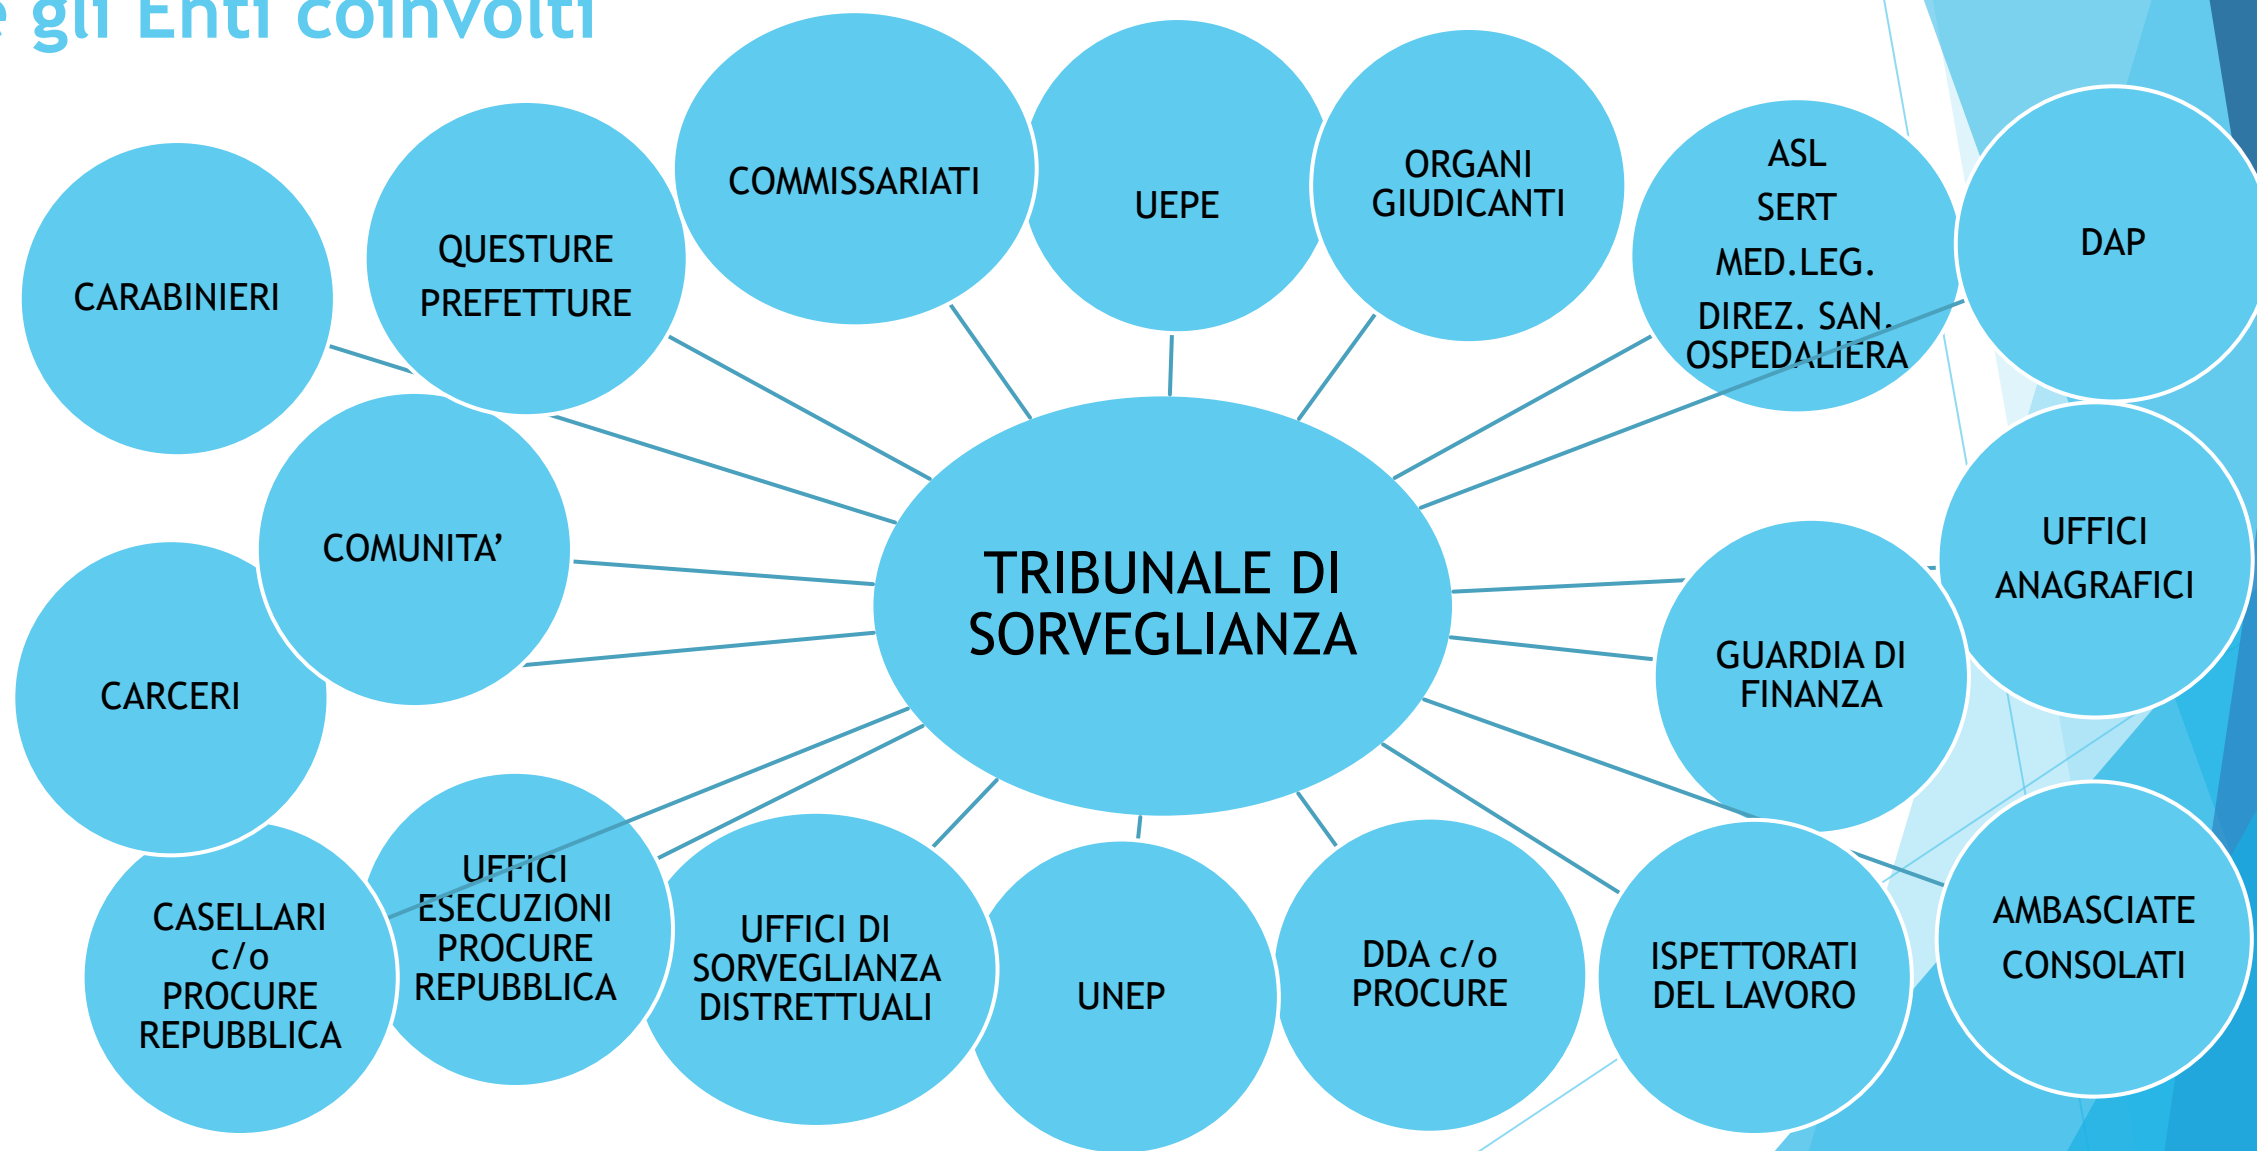 e gli Enti coinvolti
COMMISSARIATI
UEPE
ORGANI
GIUDICANTI
ASL
SERT
MED.LEG.
DIREZ. SAN.
OSPEDALIERA
DAP
QUESTURE
PREFETTURE
CARABINIERI
COMUNITA’
TRIBUNALE DI
SORVEGLIANZA
UFFICI
ANAGRAFICI
GUARDIA DI
FINANZA
CARCERI
CASELLARI
c/o
PROCURE
REPUBBLICA
UFFICI
ESECUZIONI
PROCURE
REPUBBLICA
UFFICI DI
SORVEGLIANZA
DISTRETTUALI
UNEP
DDA c/o
PROCURE
ISPETTORATI
DEL LAVORO
AMBASCIATE
CONSOLATI